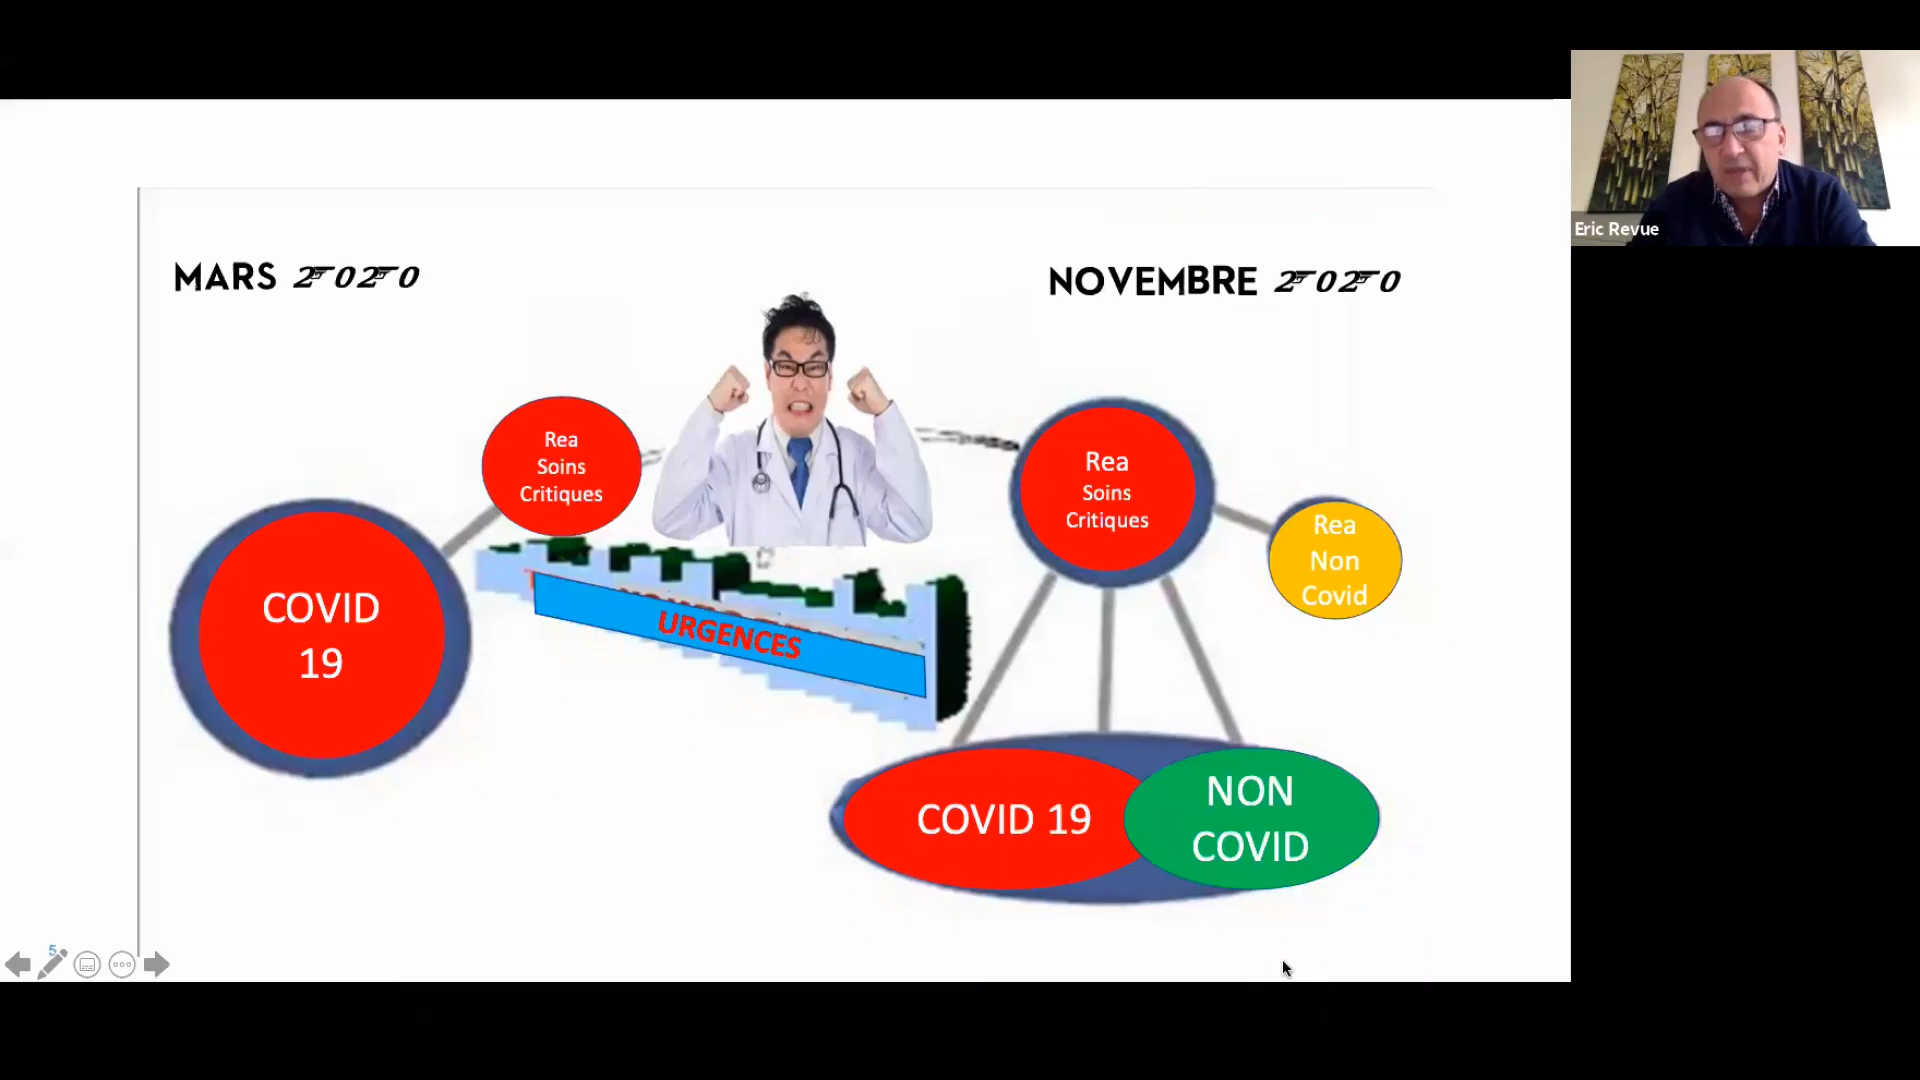 MARS 2020
NOVEMBRE 2020
Rea
Soins
Critiques
COVID
19
URGENCES
Rea
Soins
Critiques
Rea
Non
Covid
COVID 19
NON
COVID
5
Eric Revue